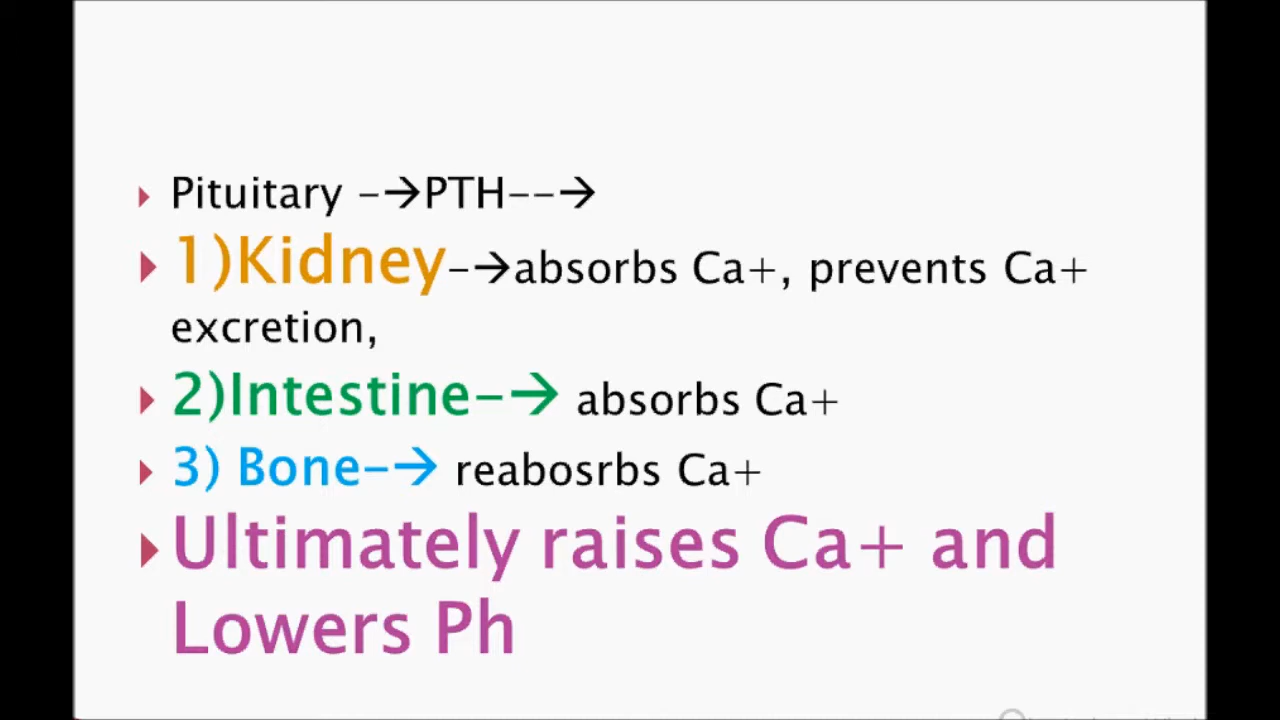 Pituitary -→PTH--→
1)Kidney-→absorbs Ca+, prevents Ca+
excretion,
2)Intestine-→ absorbs Ca+
3) Bone-→ reabosrbs Ca+
Ultimately raises Ca+ and
Lowers Ph